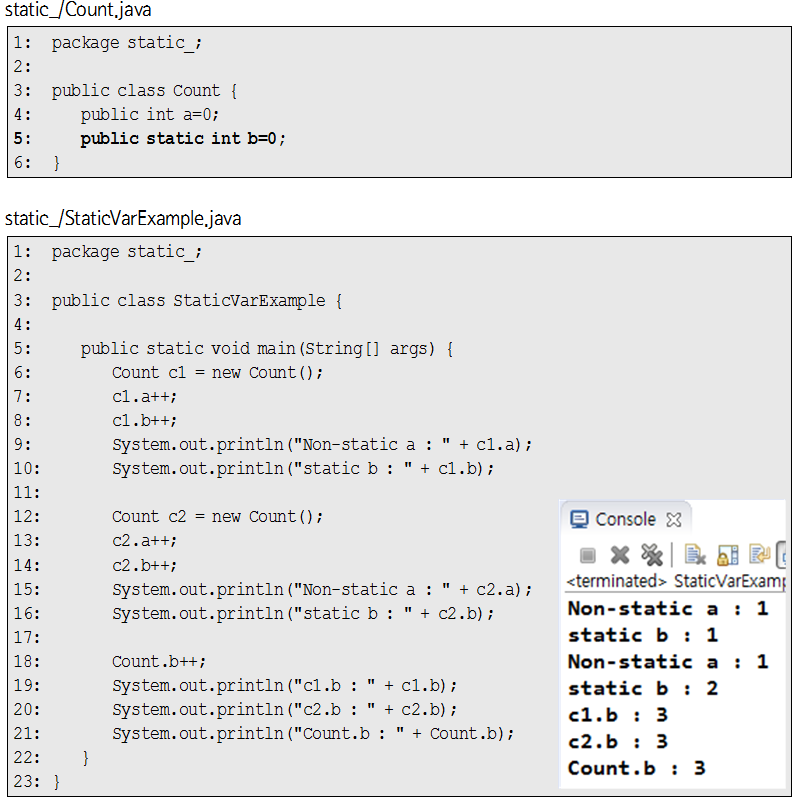 static_/Count.java
1: package static_;
2:
3: public class Count {
4: public int a=0;
5: public static int b=0;
6: }
static_/StaticVarExample.java
1: package static_;
2:
3: public class StaticVarExample {
4:
5: public static void main(String[] args) {
6: Count c1 = new Count();
7: c1.a++;
8: c1.b++;
9: System.out.println("Non-static a : " + c1.a);
10: System.out.println("static b : " + c1.b);
11:
12: Count c2 = new Count();
13: c2.a++;
14: c2.b++;
15: System.out.println("Non-static a : " + c2.a);
16: System.out.println("static b : " + c2.b);
17:
18: Count.b++;
19: System.out.println("c1.b : " + c1.b);
20: System.out.println("c2.b : " + c2.b);
21: System.out.println("Count.b : " + Count.b);
22: }
23: }
Console
<terminated> StaticVarExamp
Non-static a : 1
static b : 1
Non-static a : 1
static b : 2
c1.b : 3
c2.b : 3
Count.b : 3